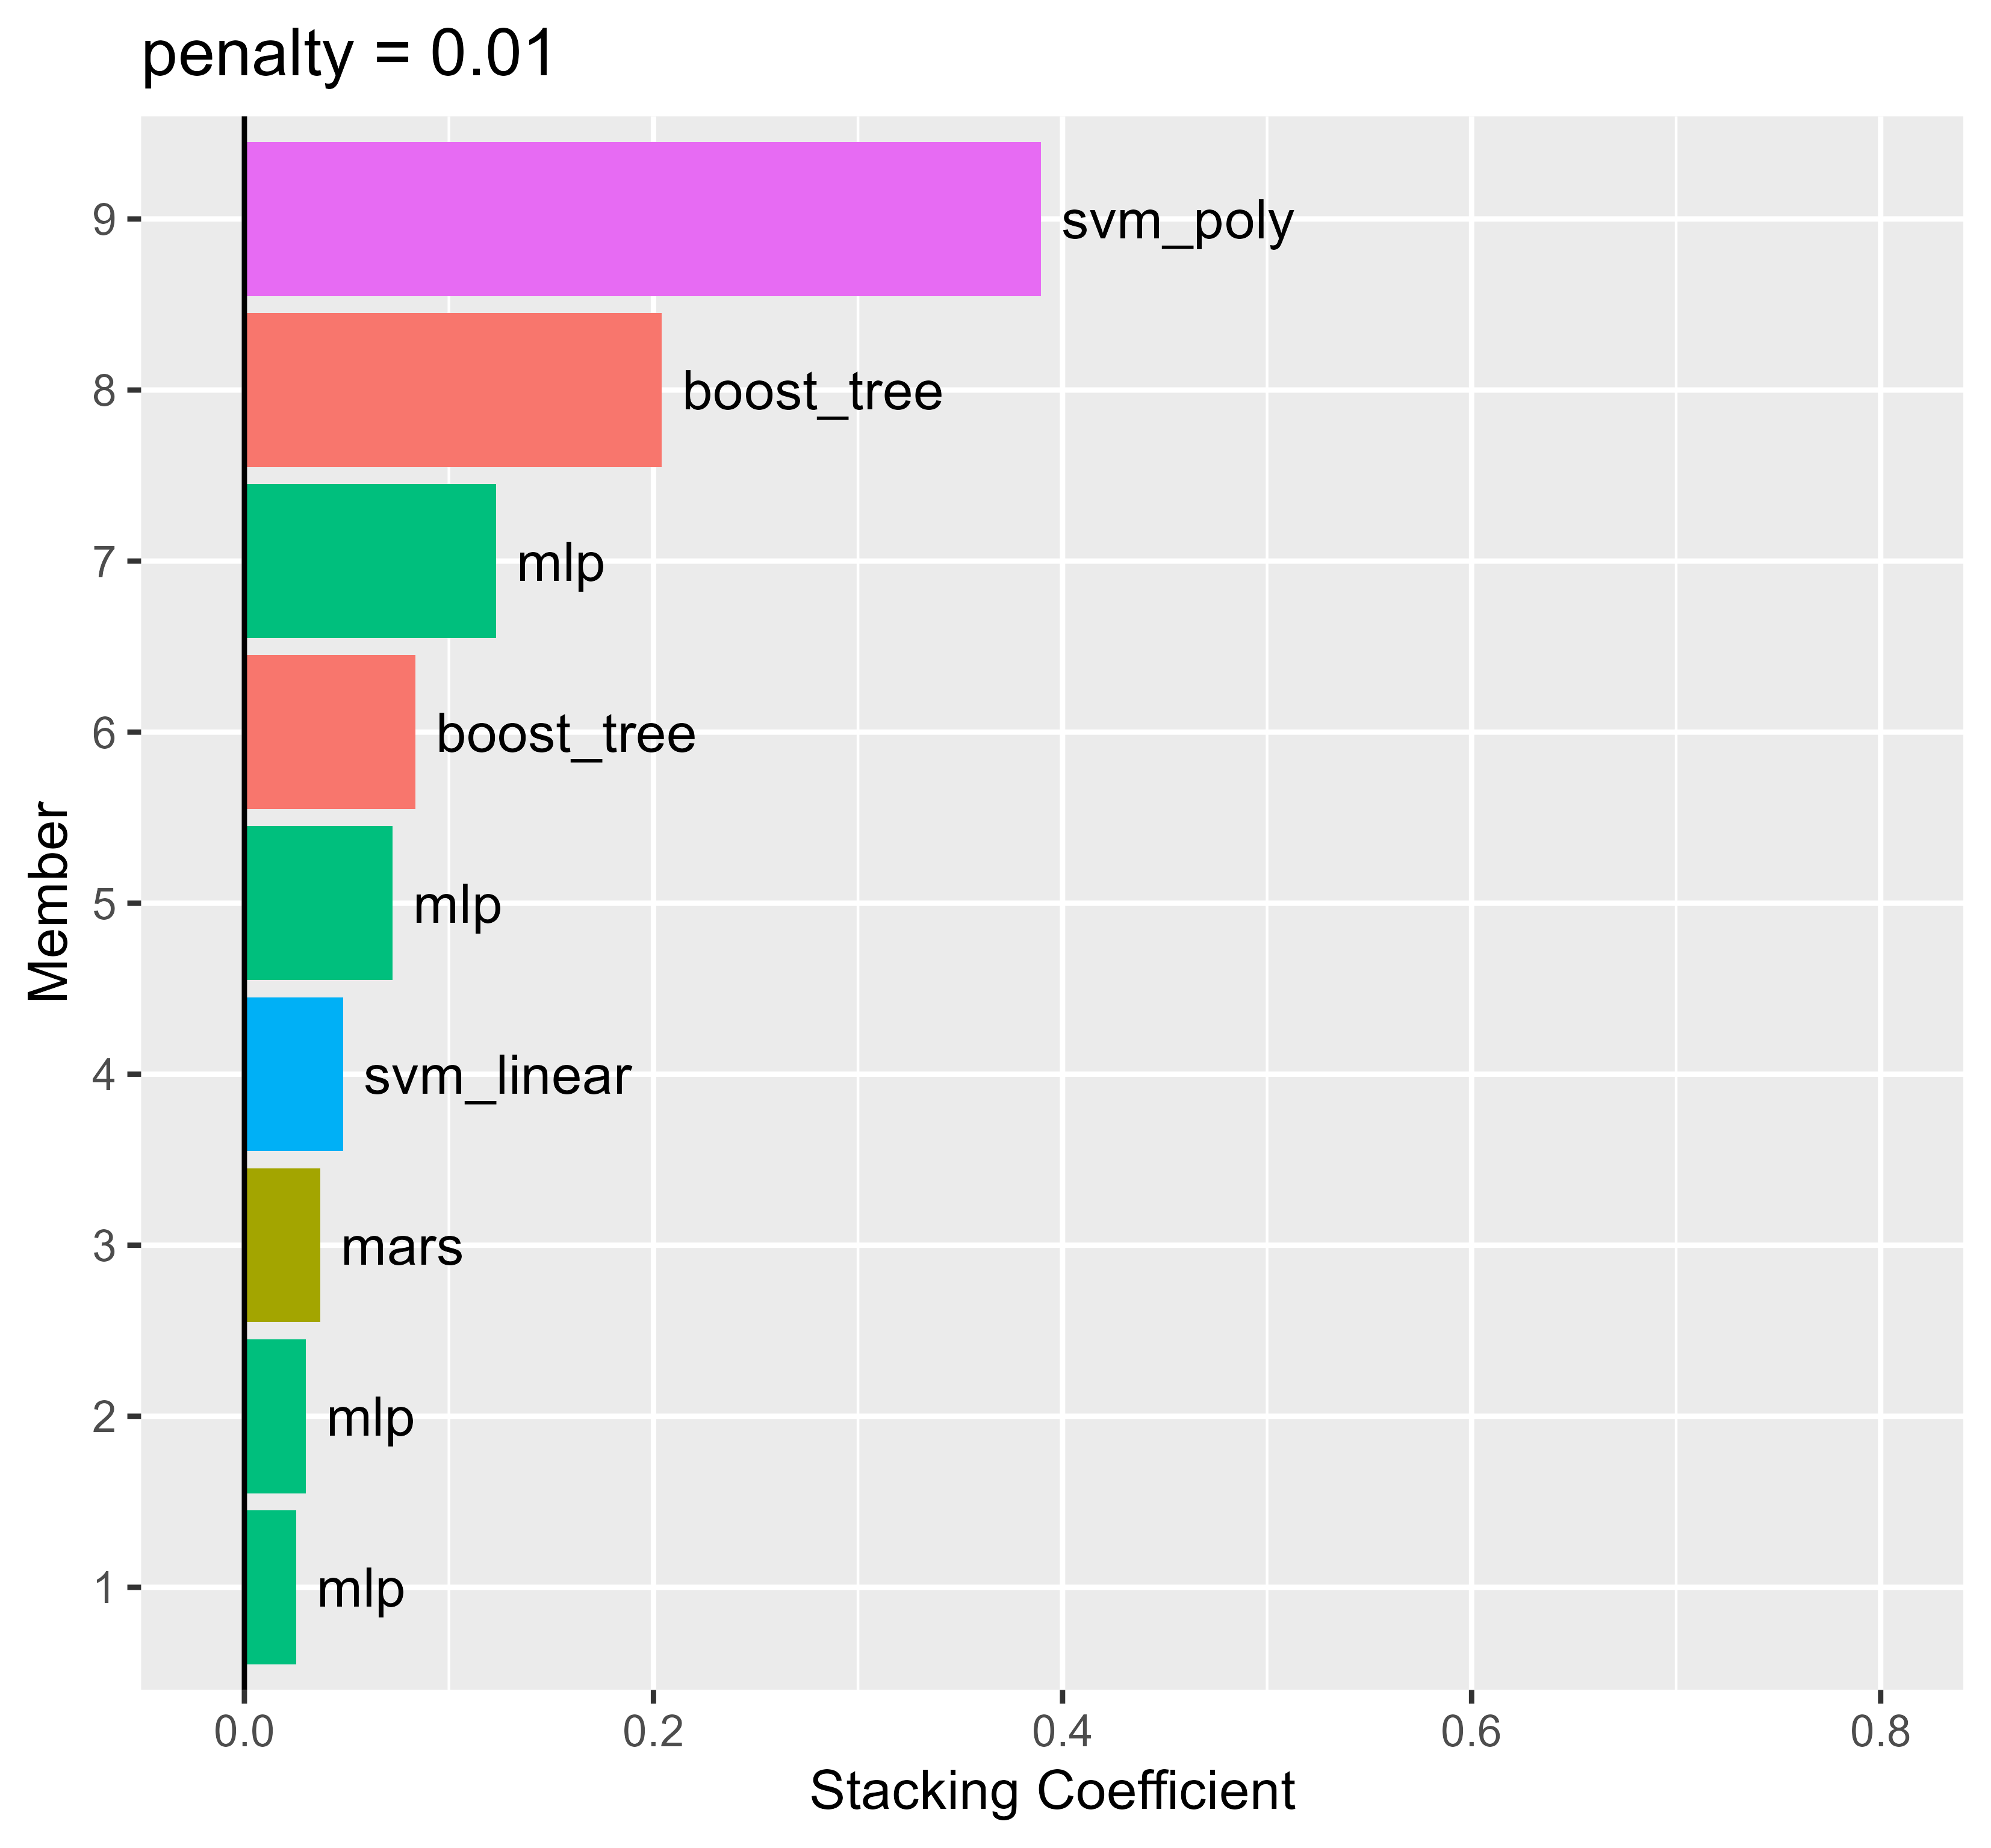 penalty = 0.01
9
svm_poly
8
boost_tree
7
mlp
6
boost_tree
5
mlp
4
svm_linear
3
mars
2
mlp
1
mlp
Member
0.0 0.2 0.4 0.6 0.8
Stacking Coefficient